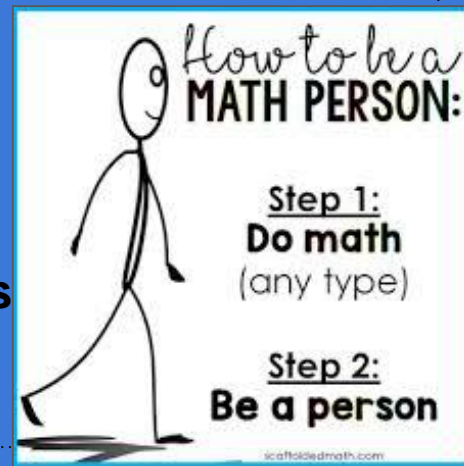 How to be a
MATH PERSON:
Step 1:
Do math
(any type)
s
Step 2:
Be a person
scaffoldedmath.com